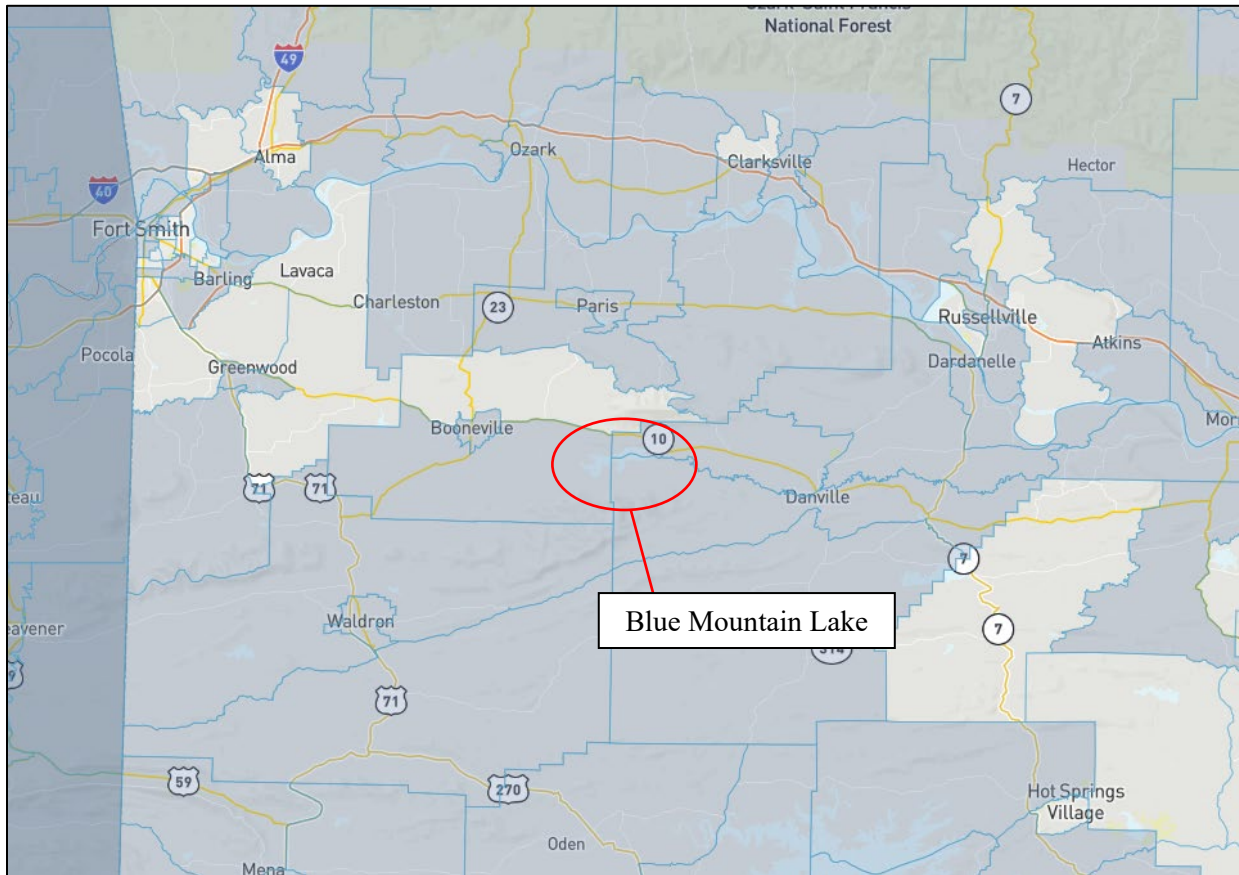 Ozark-Saint Francis
National Forest
49
7
Alma
Ozark
Clarksville
Hector
40
Fort Smith
Barling
Lavaca
Charleston
23
Paris
Russellville
Pocola
Greenwood
Dardanelle
Atkins
Booneville
10
71
71
Danville
7
Blue Mountain Lake
Waldron
7
314
71
59
270
Hot Springs
Village
Oden
Mena